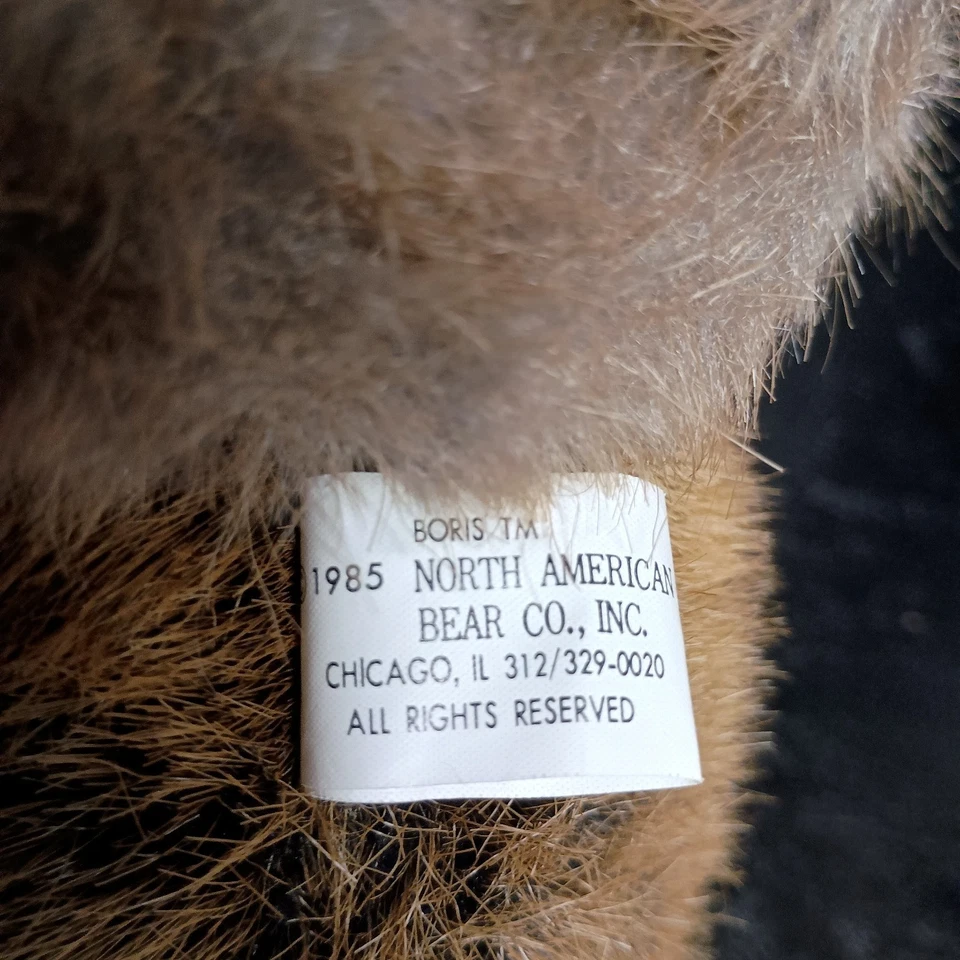 BORIS TM
1985 NORTH AMERICAN
BEAR CO., INC.
CHICAGO, IL 312/329-0020
ALL RIGHTS RESERVED